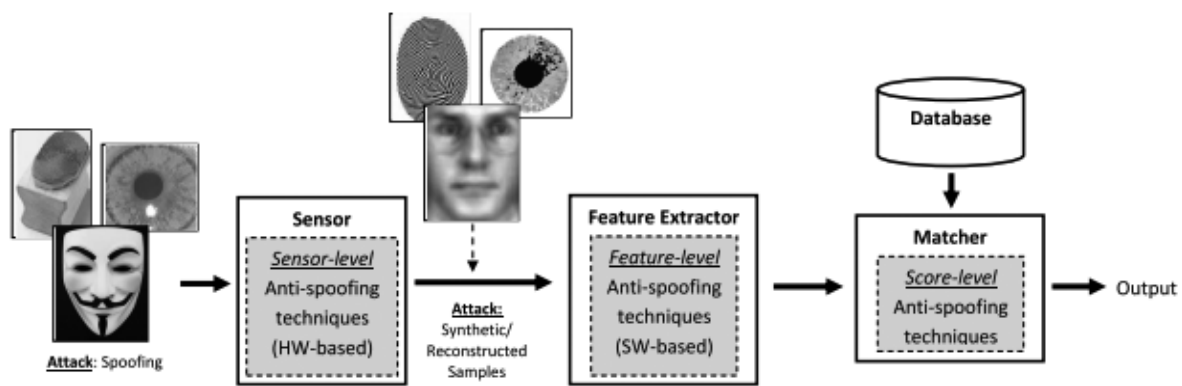 Attack: Spoofing
Sensor
Sensor-level
Anti-spoofing
techniques
(HW-based)
Attack:
Synthetic/
Reconstructed
Samples
Feature Extractor
Feature-level
Anti-spoofing
techniques
(SW-based)
Database
Matcher
Score-level
Anti-spoofing
techniques
Output